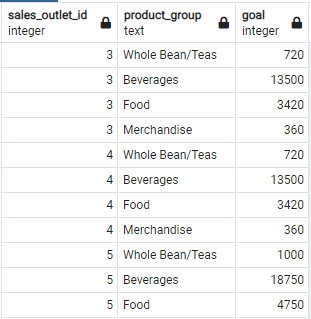 sales_outlet_id product_group goal
integer text integer
3 Whole Bean/Teas 720
3 Beverages 13500
3 Food 3420
3 Merchandise 360
4 Whole Bean/Teas 720
4 Beverages 13500
4 Food 3420
4 Merchandise 360
5 Whole Bean/Teas 1000
5 Beverages 18750
5 Food 4750